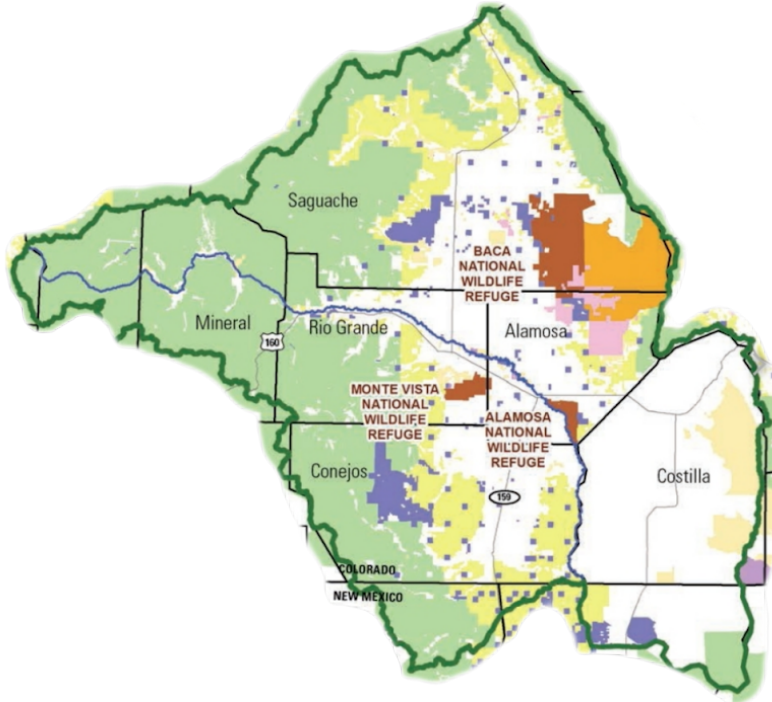 Saguache
BACA
NATIONAL
WILDLIFE
REFUGE
Mineral
160
Rio Grande
Alamosa
MONTE VISTA
NATIONAL
WILDLIFE
REFUGE
ALAMOSA
NATIONAL
WILDLIFE
REFUGE
Conejos
159
Costilla
COLORADO
NEW MEXICO